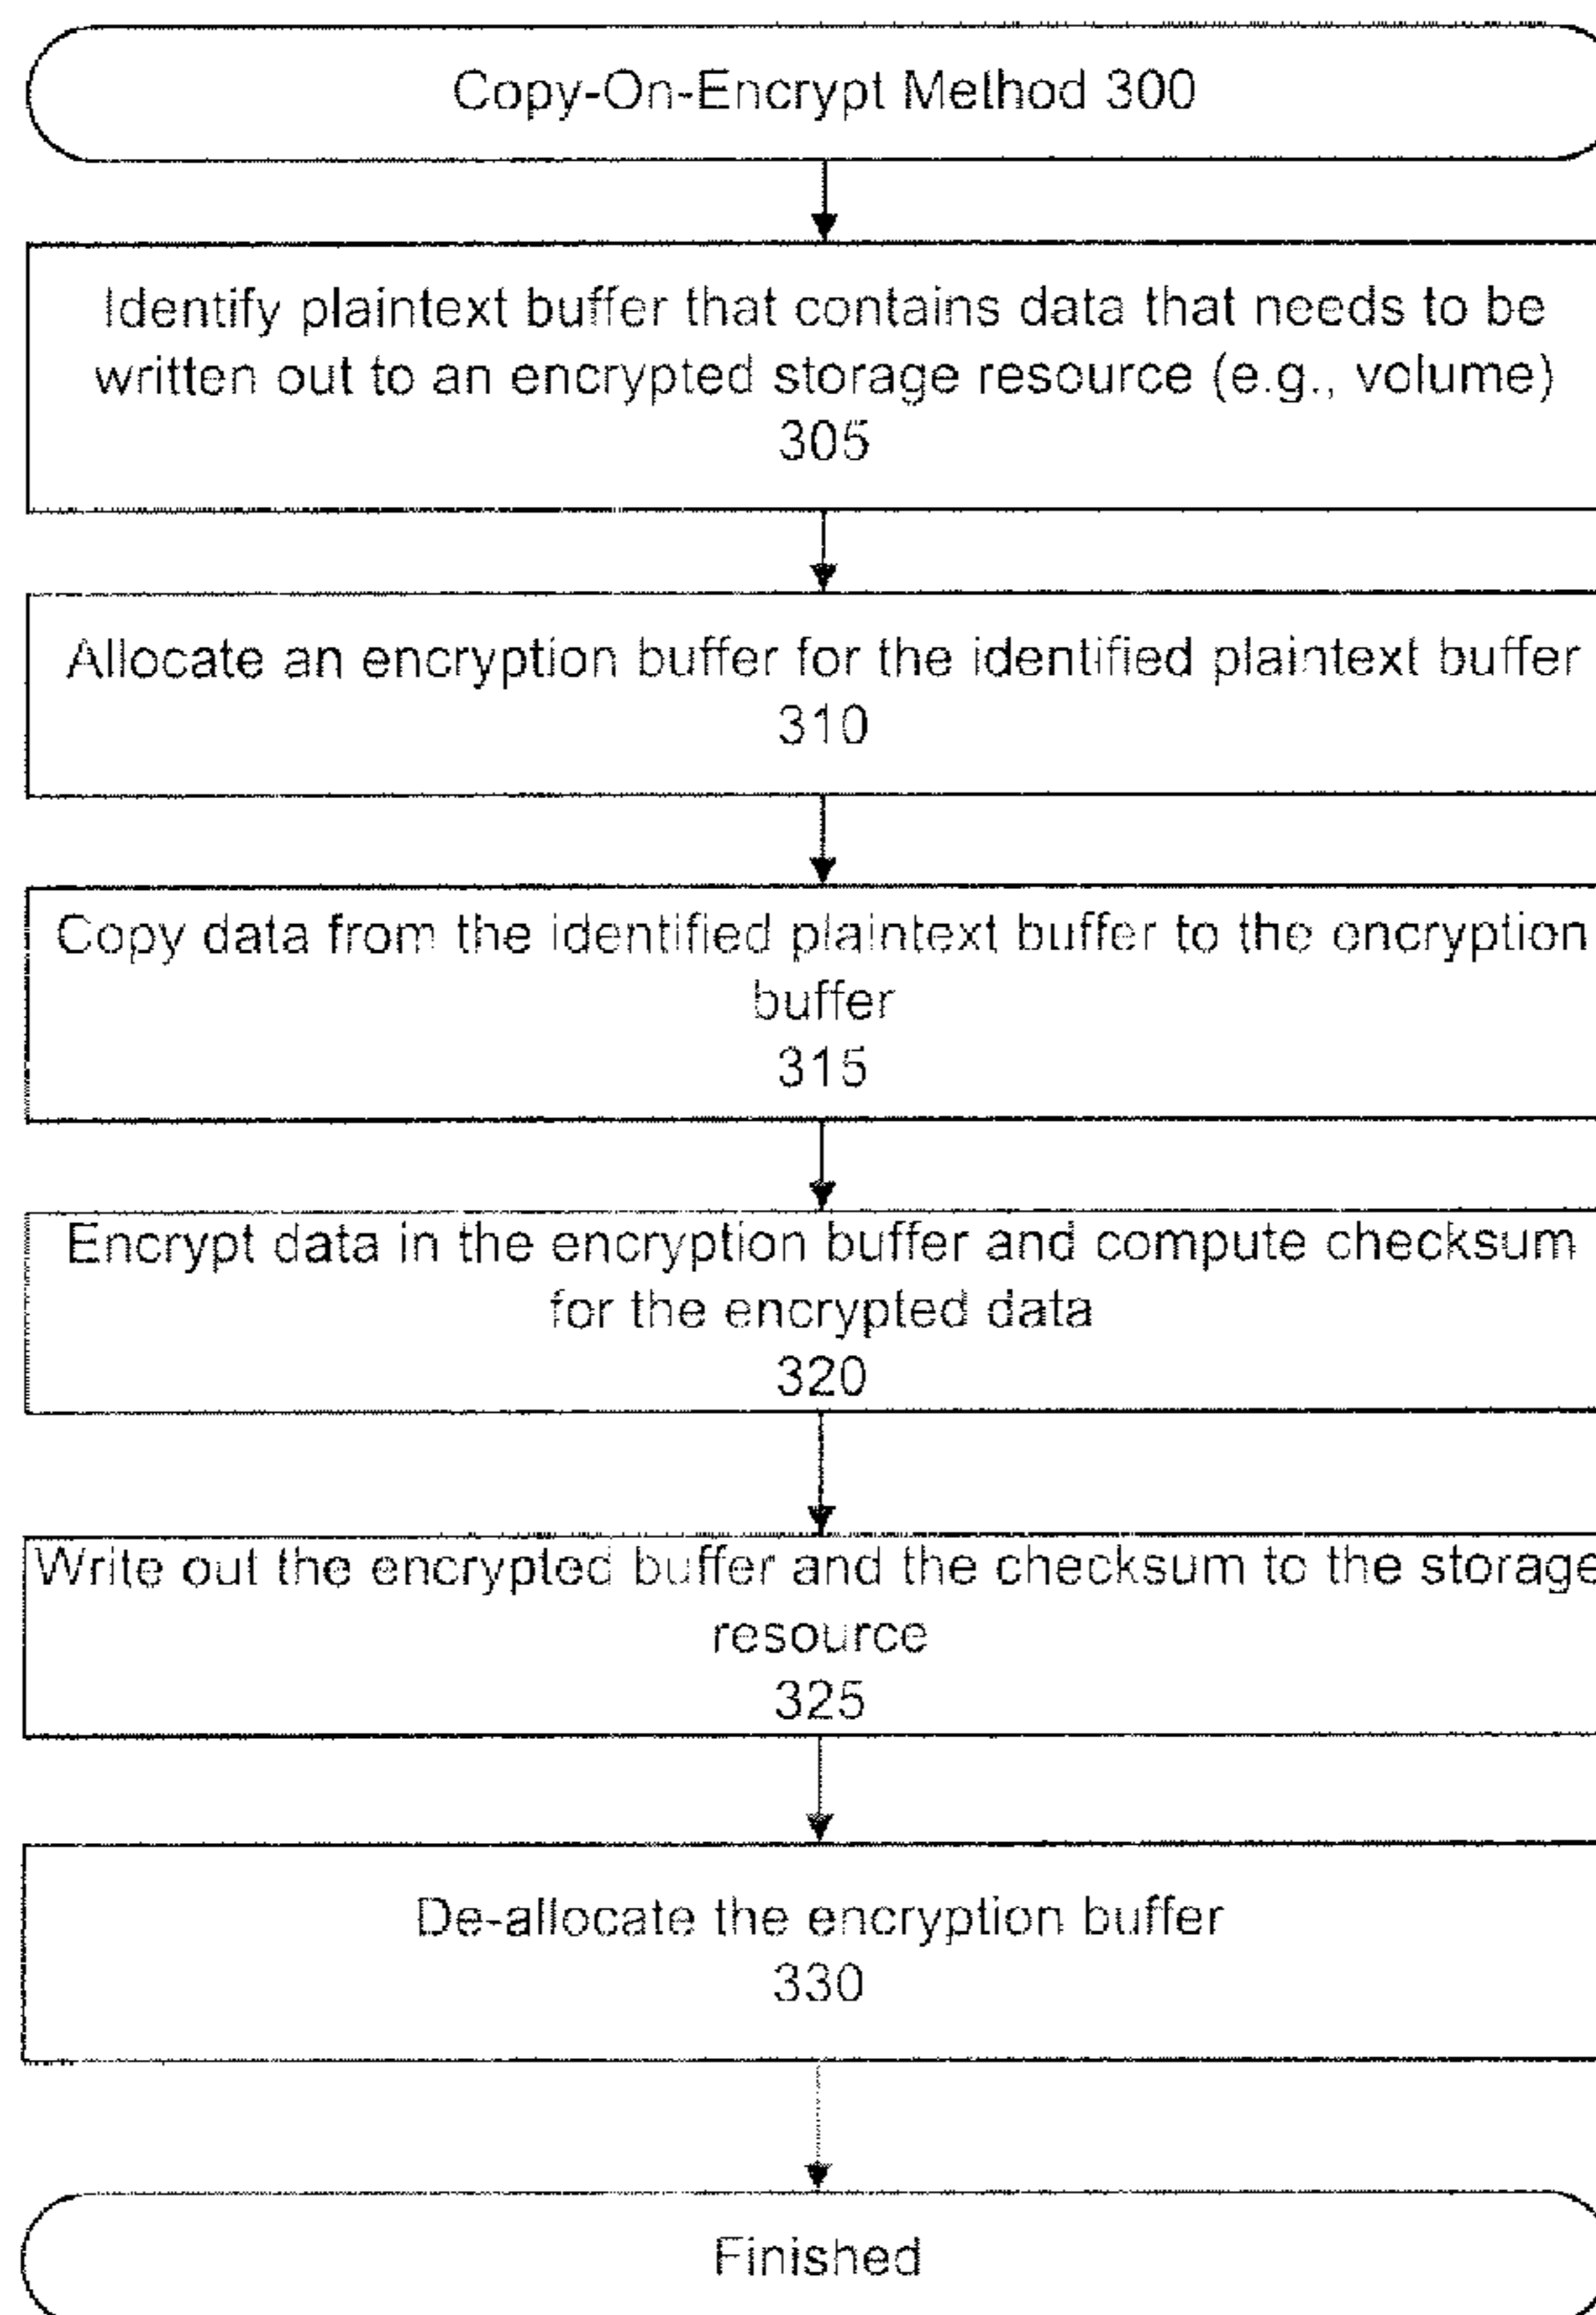 Copy-On-Encrypt Method 300
Identify plaintext buffer that contains data that needs to be
written out to an encrypted storage resource (e.g., volume)
305
Allocate an encryption buffer for the identified plaintext buffer
310
Copy data from the identified plaintext buffer to the encryption
buffer
315
Encrypt data in the encryption buffer and compute checksum
for the encrypted data
320
Write out the encrypted buffer and the checksum to the storage
resource
325
De-allocate the encryption buffer
330
Finished